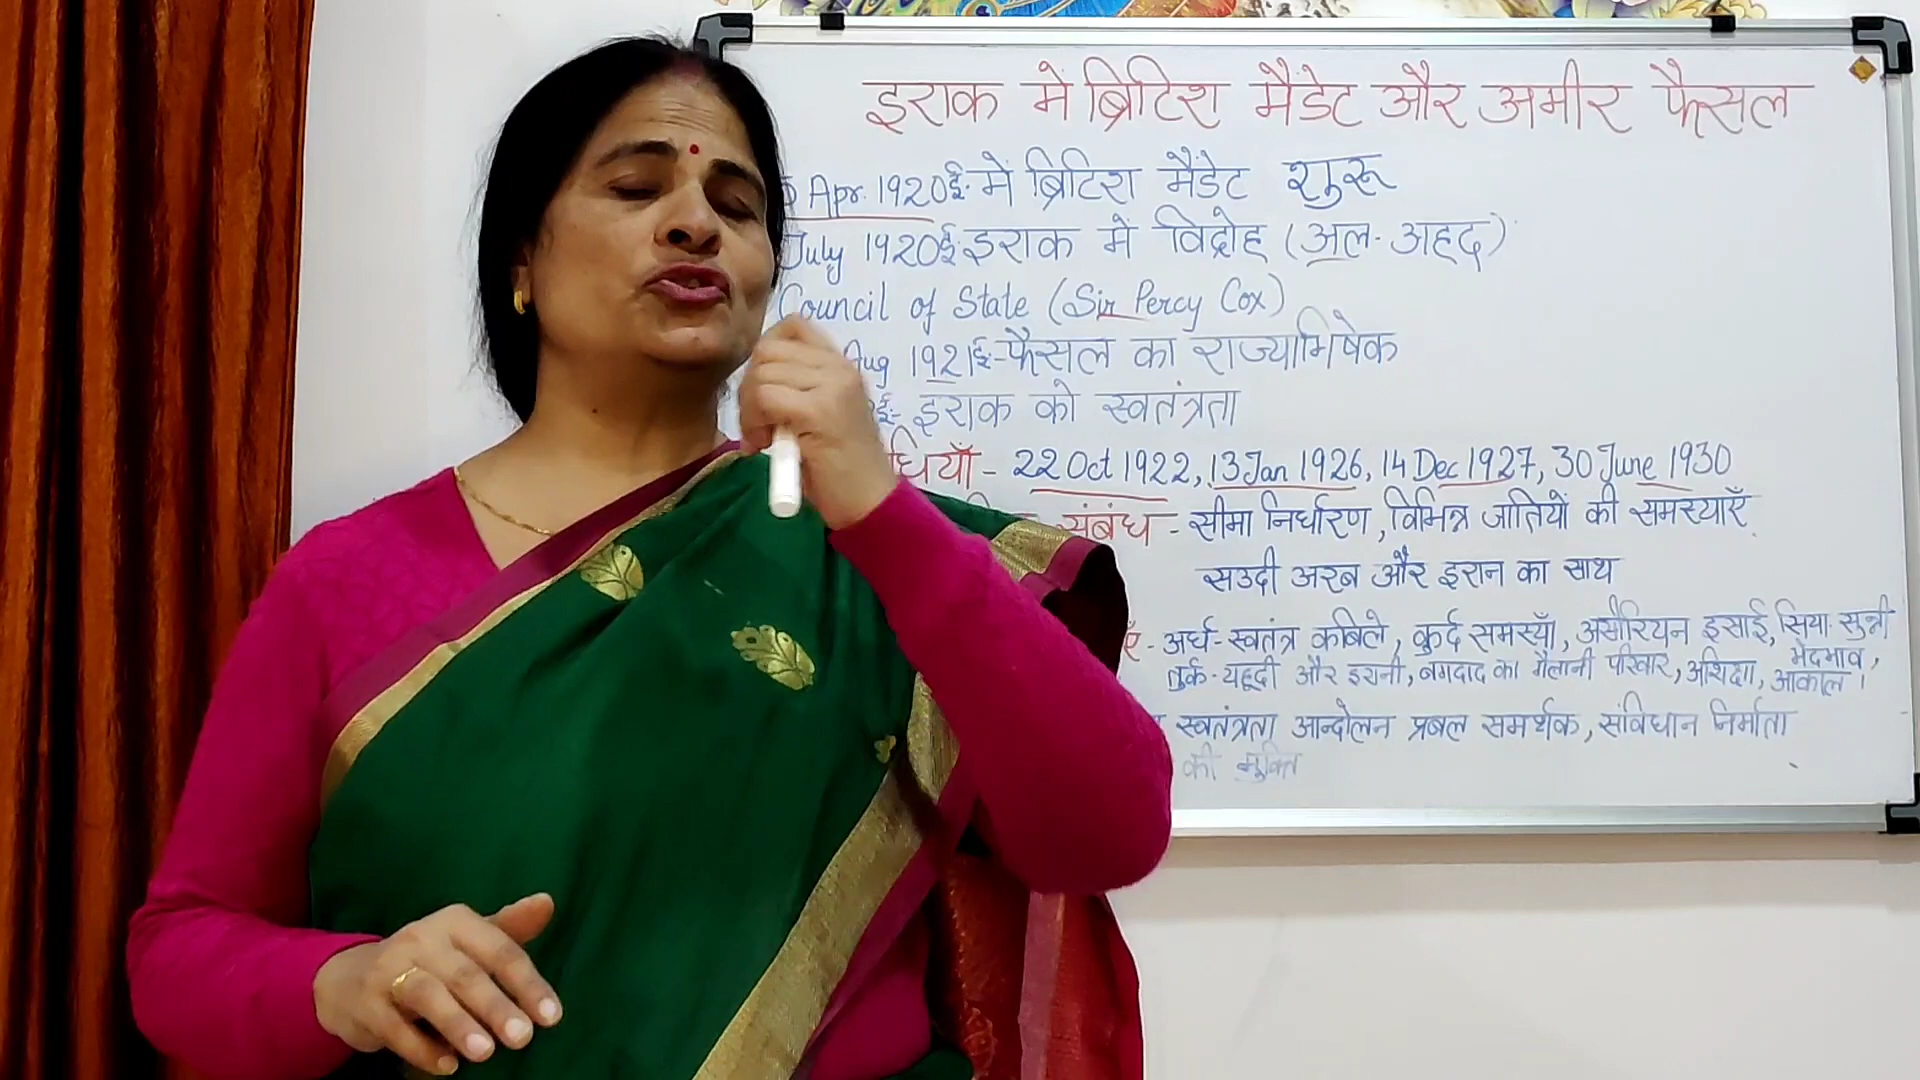 इराक में ब्रिटिश मैंडेट और अमीर फैसल
Apr. 1920ई. में ब्रिटिश मैंडेट शुरू
July 1920ई. इराक में विद्रोह (अल-अहद)
Council of State (Sir Percy Cox)
Aug 1921ई.-फैसल का राज्याभिषेक
ई.- इराक को स्वतंत्रता
धियाँ - 22 Oct 1922, 13 Jan 1926, 14 Dec 1927, 30 June 1930
संबंध - सीमा निर्धारण, विभिन्न जातियों की समस्याएँ
सउदी अरब और इरान का साथ
- अर्ध-स्वतंत्र कबिले, कुर्द समस्याँ, असीरियन इसाई, सिया-सुन्नी भेदभाव,
तुर्क-यहूदी और इरानी, बगदाद का गैलानी परिवार, अशिक्षा, आकाल।
स्वतंत्रता आन्दोलन प्रबल समर्थक, संविधान निर्माता
की मुक्ति